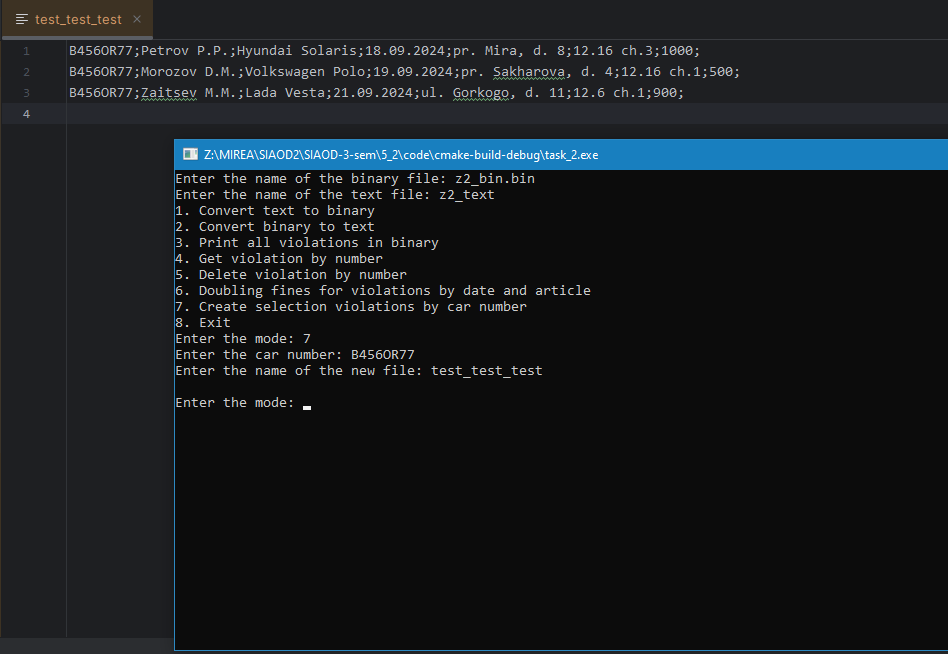 test_test_test ×
1 B456OR77;Petrov P.P.;Hyundai Solaris;18.09.2024;pr. Mira, d. 8;12.16 ch.3;1000;
2 B456OR77;Morozov D.M.;Volkswagen Polo;19.09.2024;pr. Sakharova, d. 4;12.16 ch.1;500;
3 B456OR77;Zaitsev M.M.;Lada Vesta;21.09.2024;ul. Gorkogo, d. 11;12.6 ch.1;900;
4
Z:\MIREA\SIAOD2\SIAOD-3-sem\5_2\code\cmake-build-debug\task_2.exe
Enter the name of the binary file: z2_bin.bin
Enter the name of the text file: z2_text
1. Convert text to binary
2. Convert binary to text
3. Print all violations in binary
4. Get violation by number
5. Delete violation by number
6. Doubling fines for violations by date and article
7. Create selection violations by car number
8. Exit
Enter the mode: 7
Enter the car number: B456OR77
Enter the name of the new file: test_test_test
Enter the mode: